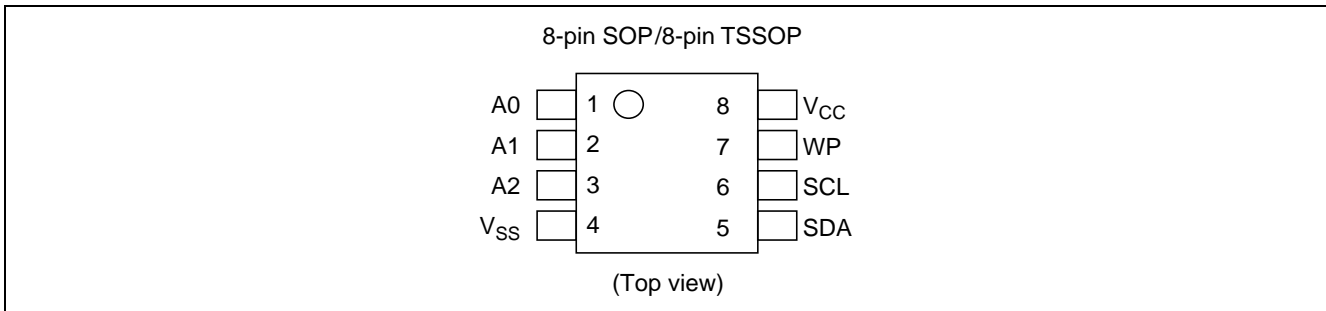 8-pin SOP/8-pin TSSOP
A0 1 8 VCC
A1 2 7 WP
A2 3 6 SCL
VSS 4 5 SDA
(Top view)